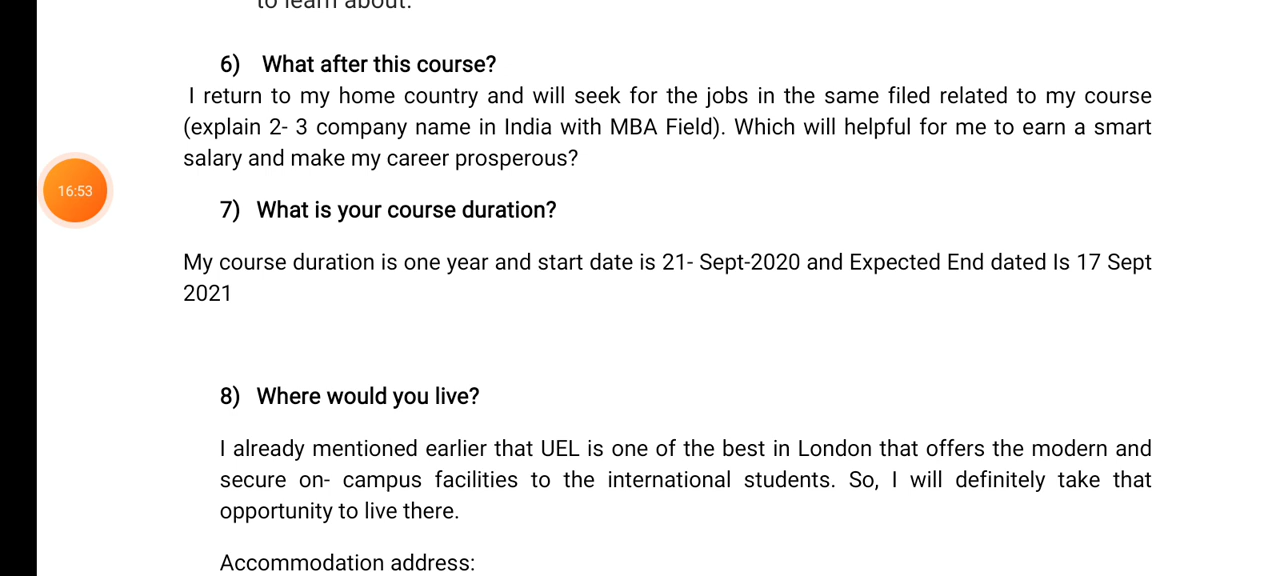 to learn about.
6) What after this course?
I return to my home country and will seek for the jobs in the same filed related to my course
(explain 2- 3 company name in India with MBA Field). Which will helpful for me to earn a smart
salary and make my career prosperous?
16:53
7) What is your course duration?
My course duration is one year and start date is 21- Sept-2020 and Expected End dated Is 17 Sept
2021
8) Where would you live?
I already mentioned earlier that UEL is one of the best in London that offers the modern and
secure on- campus facilities to the international students. So, I will definitely take that
opportunity to live there.
Accommodation address: